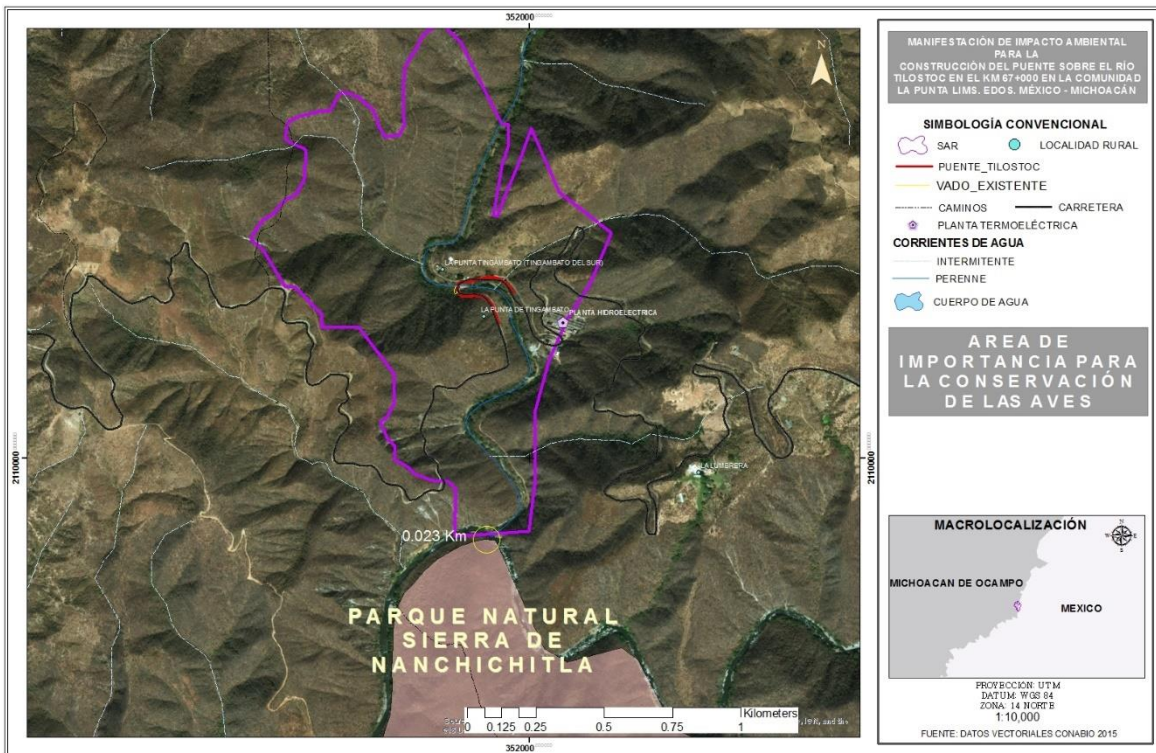 352000
N
LA PUNTA TINGAMBATO (TINGAMBATO DEL SUR)
LA PUNTA DE TINGAMBATO
PLANTA HIDROELECTRICA
2110000
2110000
LA LUMBRERA
0.023 Km
PARQUE NATURAL
SIERRA DE
NANCHICHITLA
Kilometers
0 0.125 0.25 0.5 0.75 1
352000
MANIFESTACIÓN DE IMPACTO AMBIENTAL
PARA LA
CONSTRUCCIÓN DEL PUENTE SOBRE EL RÍO
TILOSTOC EN EL KM 67+000 EN LA COMUNIDAD
LA PUNTA LIMS. EDOS. MÉXICO - MICHOACÁN
SIMBOLOGÍA CONVENCIONAL
SAR LOCALIDAD RURAL
PUENTE_TILOSTOC
VADO_EXISTENTE
CAMINOS CARRETERA
PLANTA TERMOELÉCTRICA
CORRIENTES DE AGUA
INTERMITENTE
PERENNE
CUERPO DE AGUA
AREA DE
IMPORTANCIA PARA
LA CONSERVACIÓN
DE LAS AVES
MACROLOCALIZACIÓN
N
W E
S
MICHOACAN DE OCAMPO
MEXICO
PROYECCIÓN: UTM
DATUM: WGS 84
ZONA: 14 NORTE
1:10,000
FUENTE: DATOS VECTORIALES CONABIO 2015